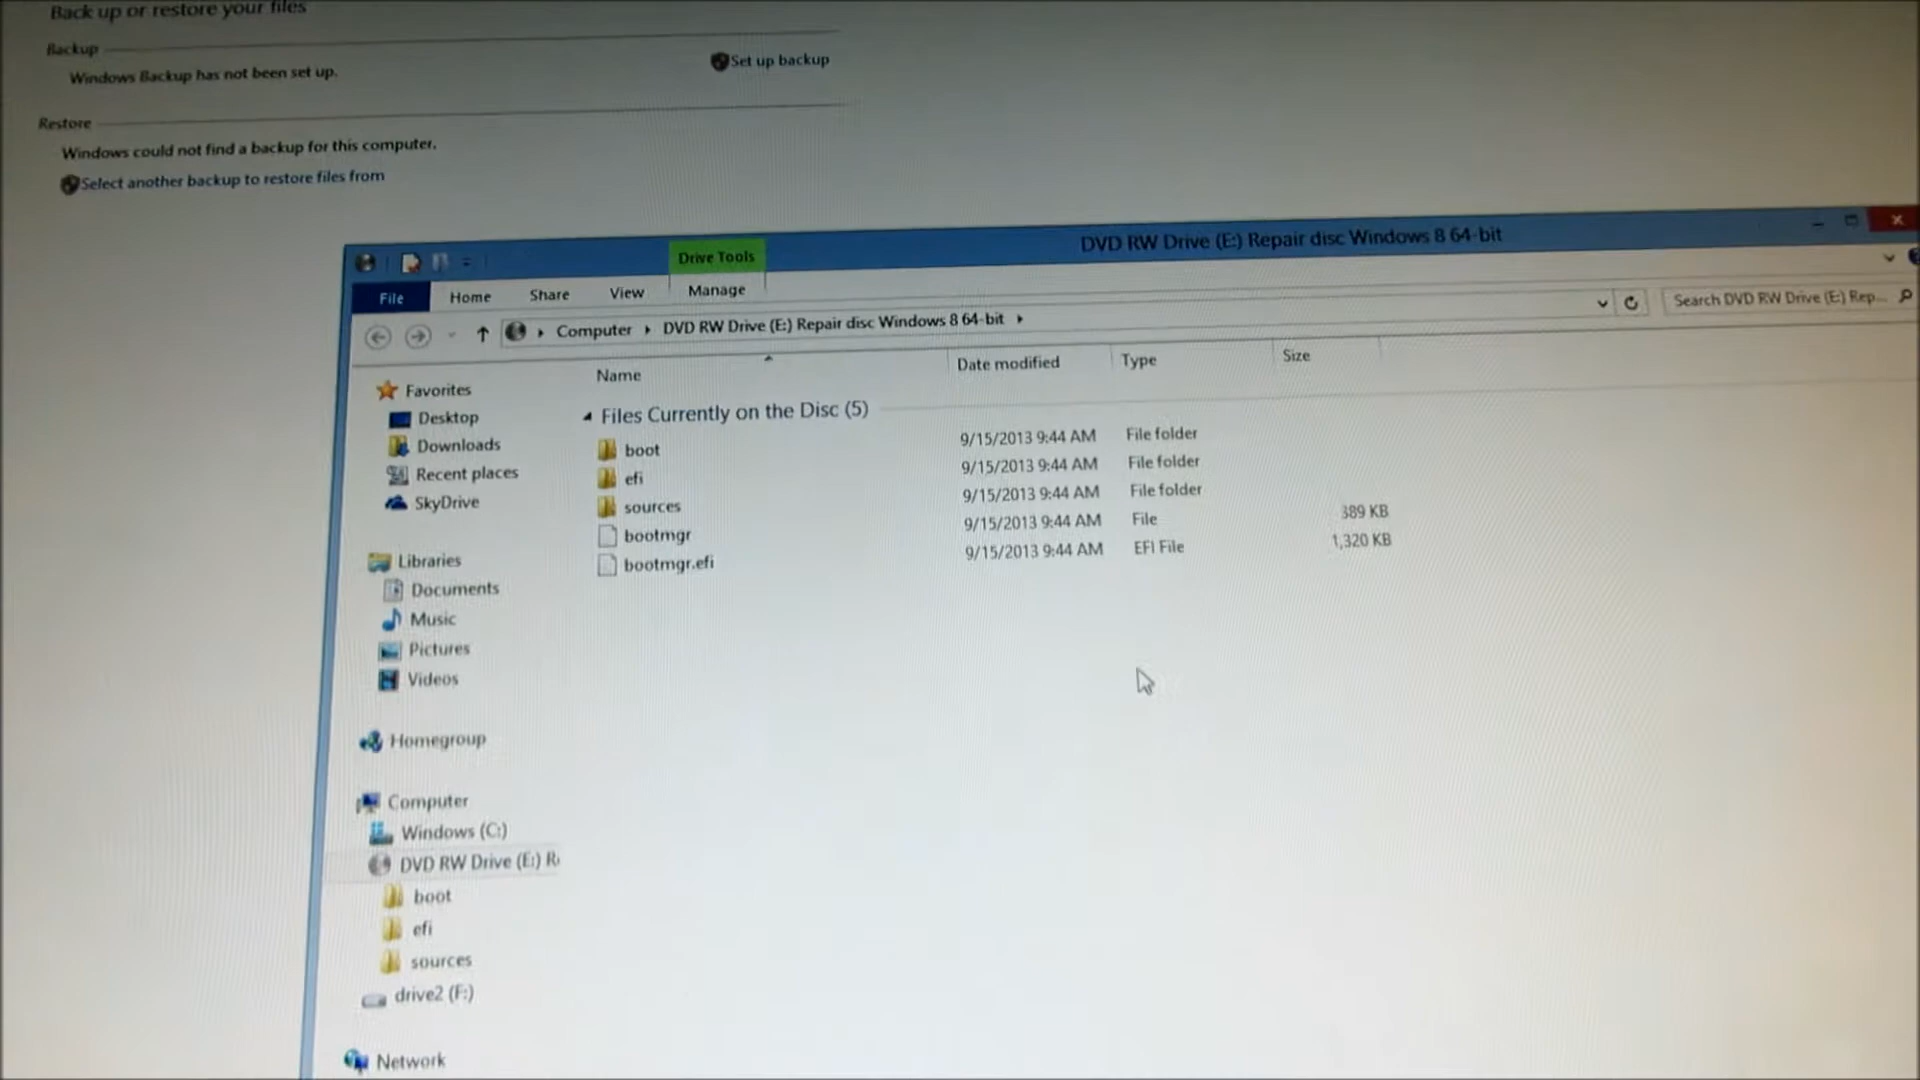 Back up or restore your files
Backup
Windows Backup has not been set up.
Set up backup
Restore
Windows could not find a backup for this computer.
Select another backup to restore files from
Drive Tools
DVD RW Drive (E:) Repair disc Windows 8 64-bit
File
Home
Share
View
Manage
Computer
DVD RW Drive (E:) Repair disc Windows 8 64-bit
Search DVD RW Drive (E:) Rep...
Name
Date modified
Type
Size
Files Currently on the Disc (5)
boot 9/15/2013 9:44 AM File folder
efi 9/15/2013 9:44 AM File folder
sources 9/15/2013 9:44 AM File folder
bootmgr 9/15/2013 9:44 AM File 389 KB
bootmgr.efi 9/15/2013 9:44 AM EFI File 1,320 KB
Favorites
Desktop
Downloads
Recent places
SkyDrive
Libraries
Documents
Music
Pictures
Videos
Homegroup
Computer
Windows (C:)
DVD RW Drive (E:) R
boot
efi
sources
drive2 (F:)
Network